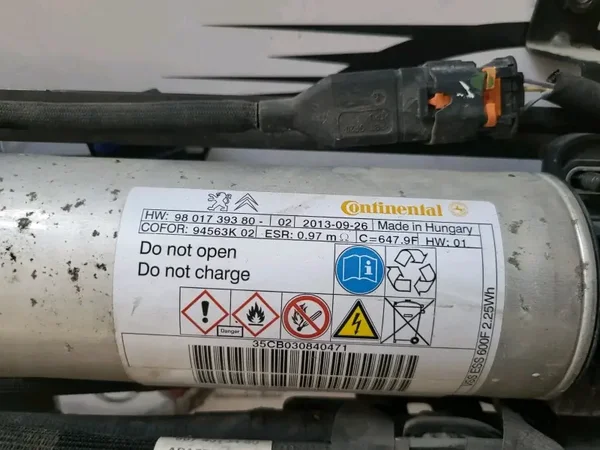 Continental
HW: 98 017 393 80 - 02 2013-09-26 Made in Hungary
COFOR: 94563K 02 ESR: 0.97 mΩ C=647.9F HW: 01
Do not open
Do not charge
Danger
35CB030840471
ESS 600F 2.25Wh